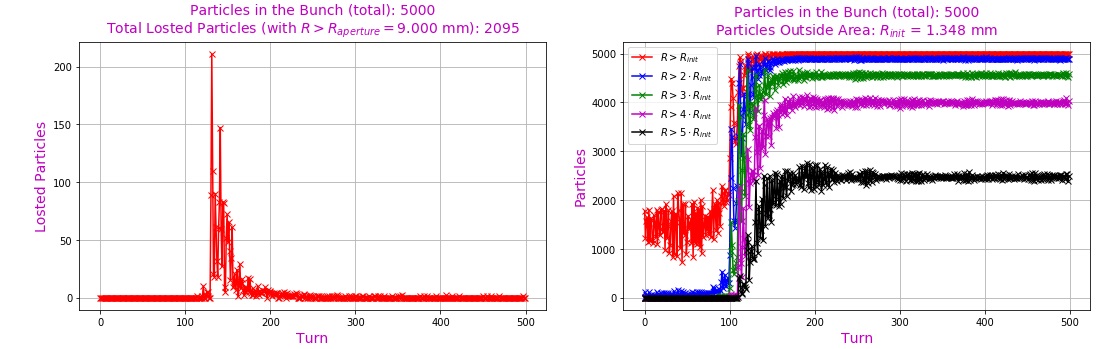 Particles in the Bunch (total): 5000
Total Losted Particles (with R > R_aperture = 9.000 mm): 2095
Losted Particles
200
150
100
50
0
0 100 200 300 400 500
Turn
Particles in the Bunch (total): 5000
Particles Outside Area: R_init = 1.348 mm
Particles
5000
4000
3000
2000
1000
0
R > R_init
R > 2 · R_init
R > 3 · R_init
R > 4 · R_init
R > 5 · R_init
0 100 200 300 400 500
Turn